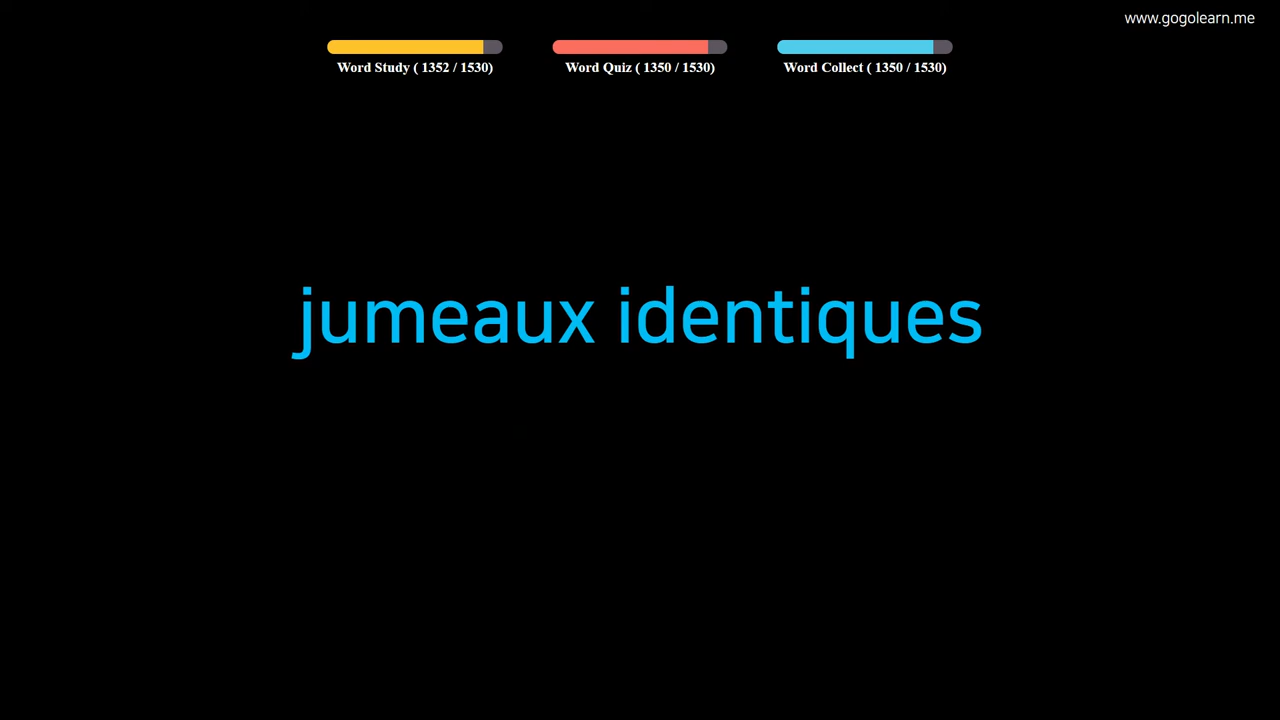 www.gogolearn.me
Word Study ( 1352 / 1530)
Word Quiz ( 1350 / 1530)
Word Collect ( 1350 / 1530)
jumeaux identiques